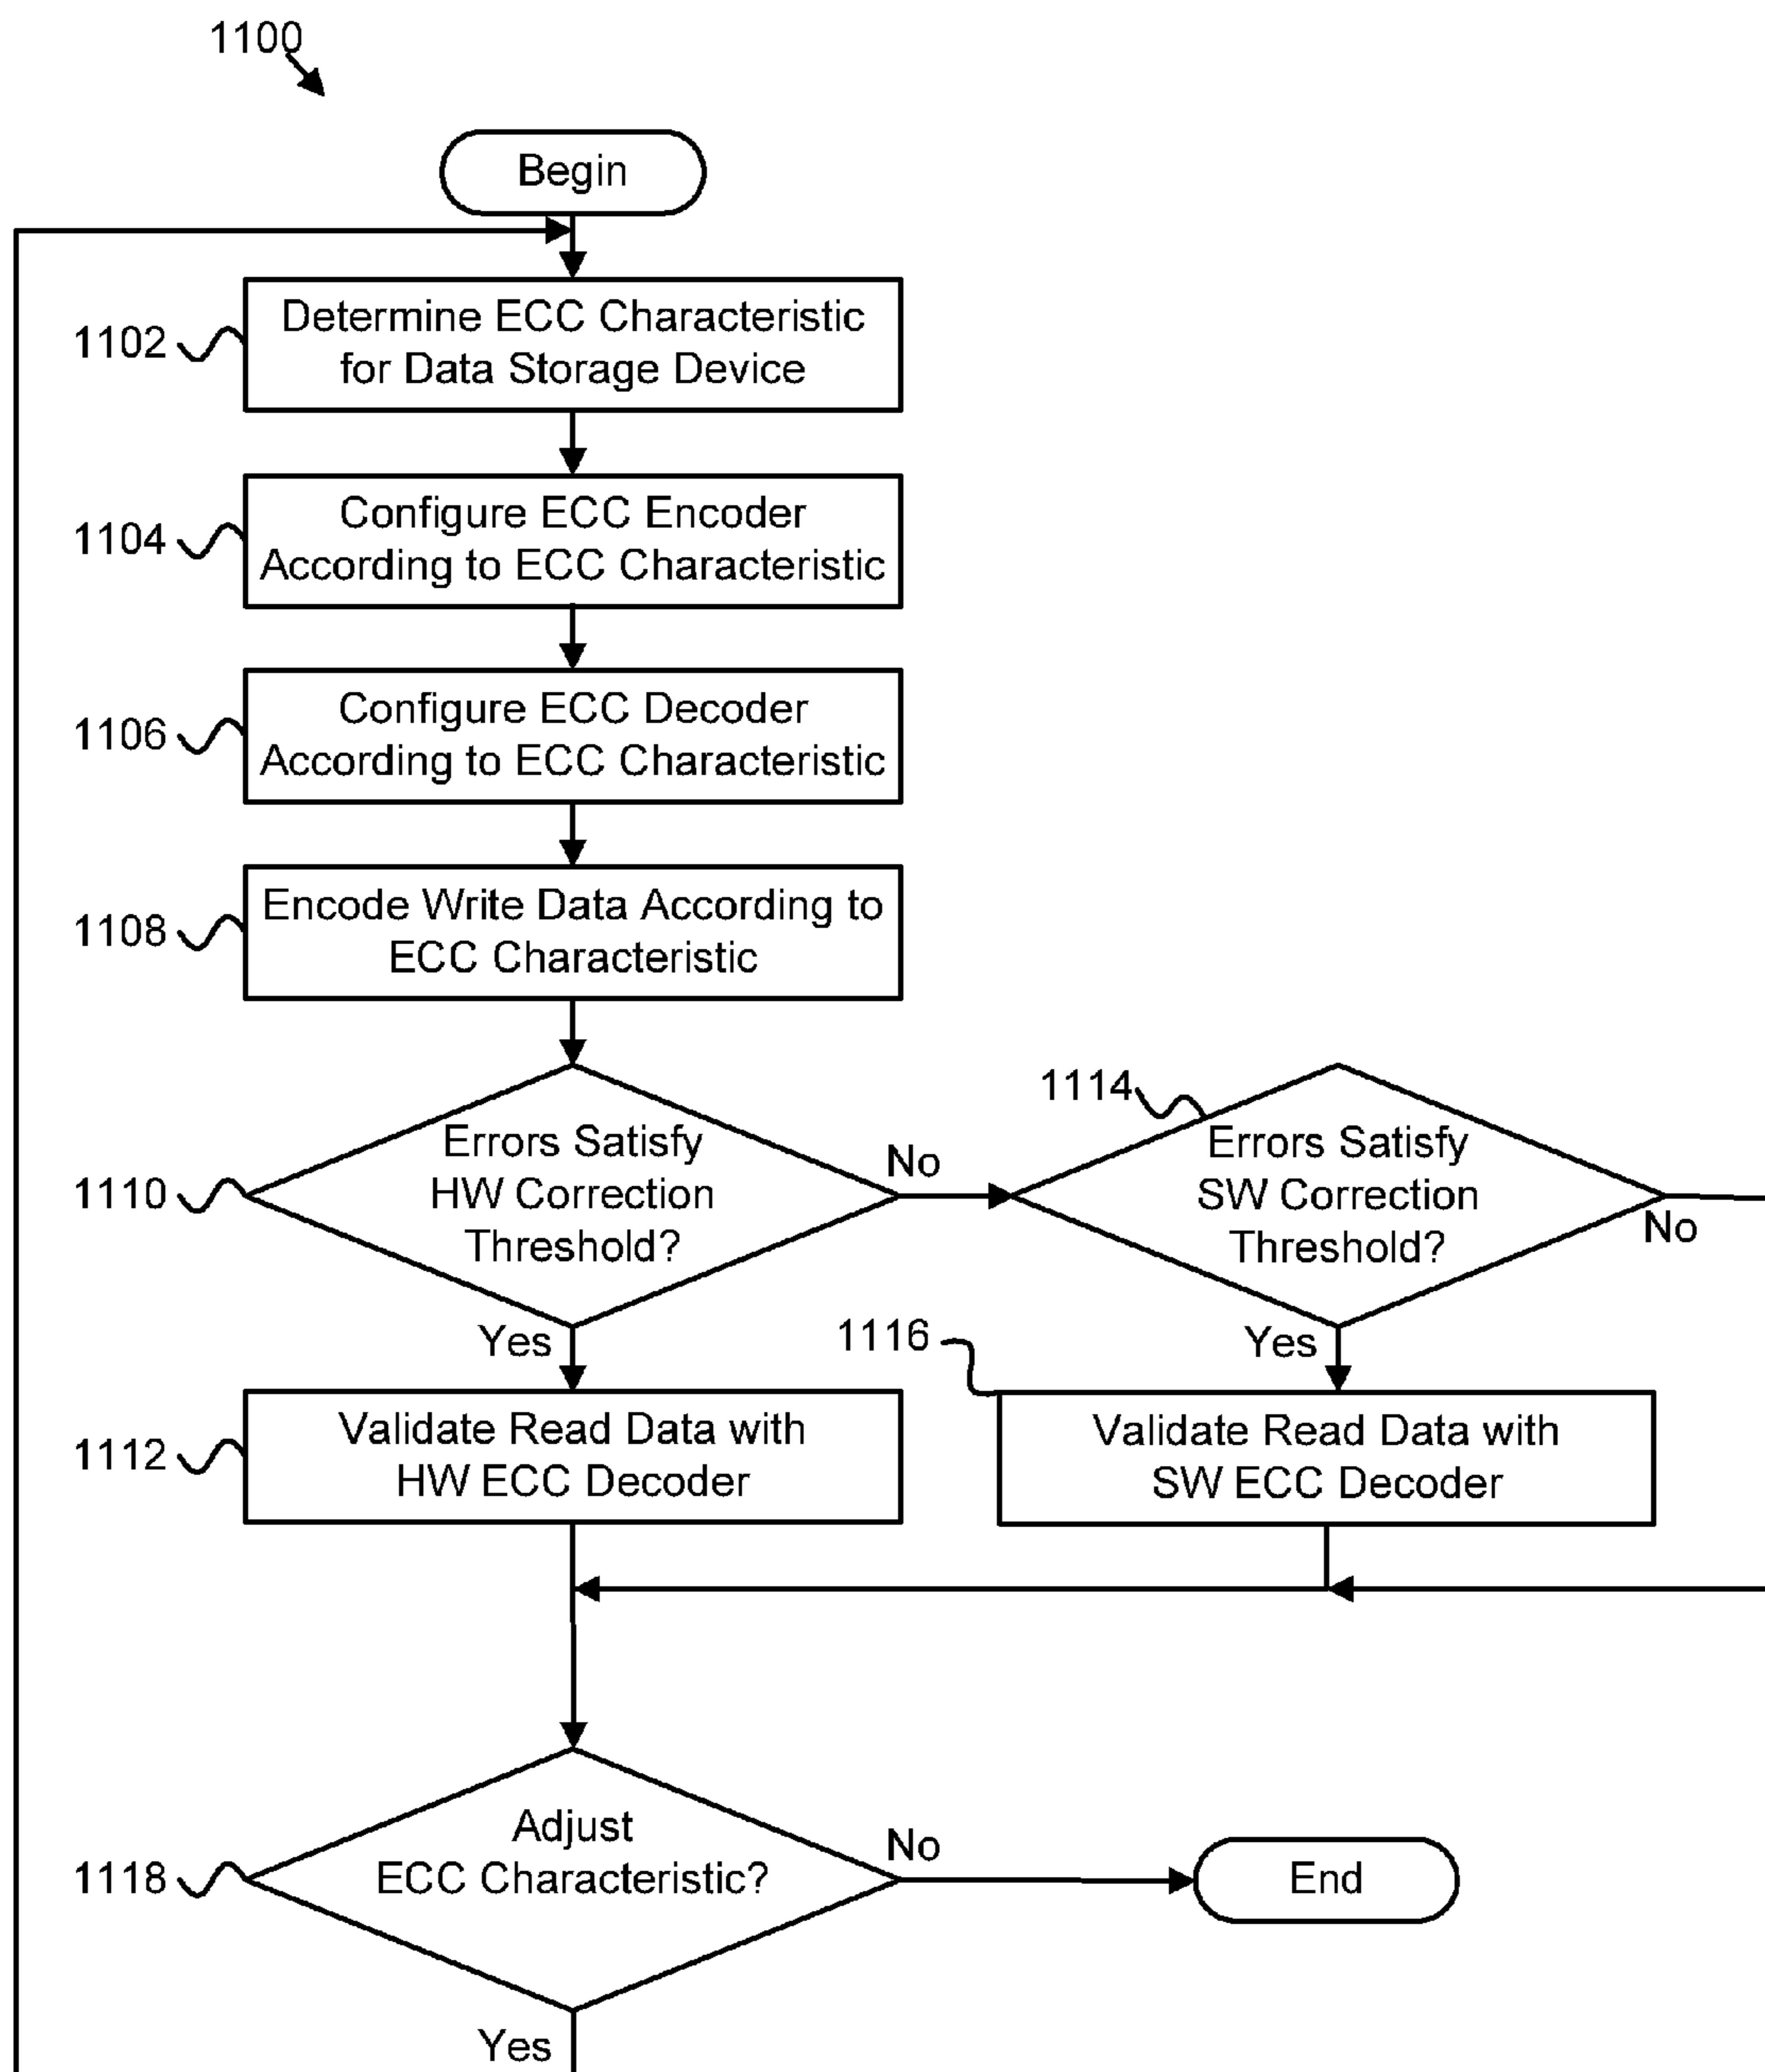 1100
Begin
1102
Determine ECC Characteristic
for Data Storage Device
1104
Configure ECC Encoder
According to ECC Characteristic
1106
Configure ECC Decoder
According to ECC Characteristic
1108
Encode Write Data According to
ECC Characteristic
1110
Errors Satisfy
HW Correction
Threshold?
No
Yes
1114
Errors Satisfy
SW Correction
Threshold?
No
Yes
1112
Validate Read Data with
HW ECC Decoder
1116
Validate Read Data with
SW ECC Decoder
1118
Adjust
ECC Characteristic?
No
End
Yes